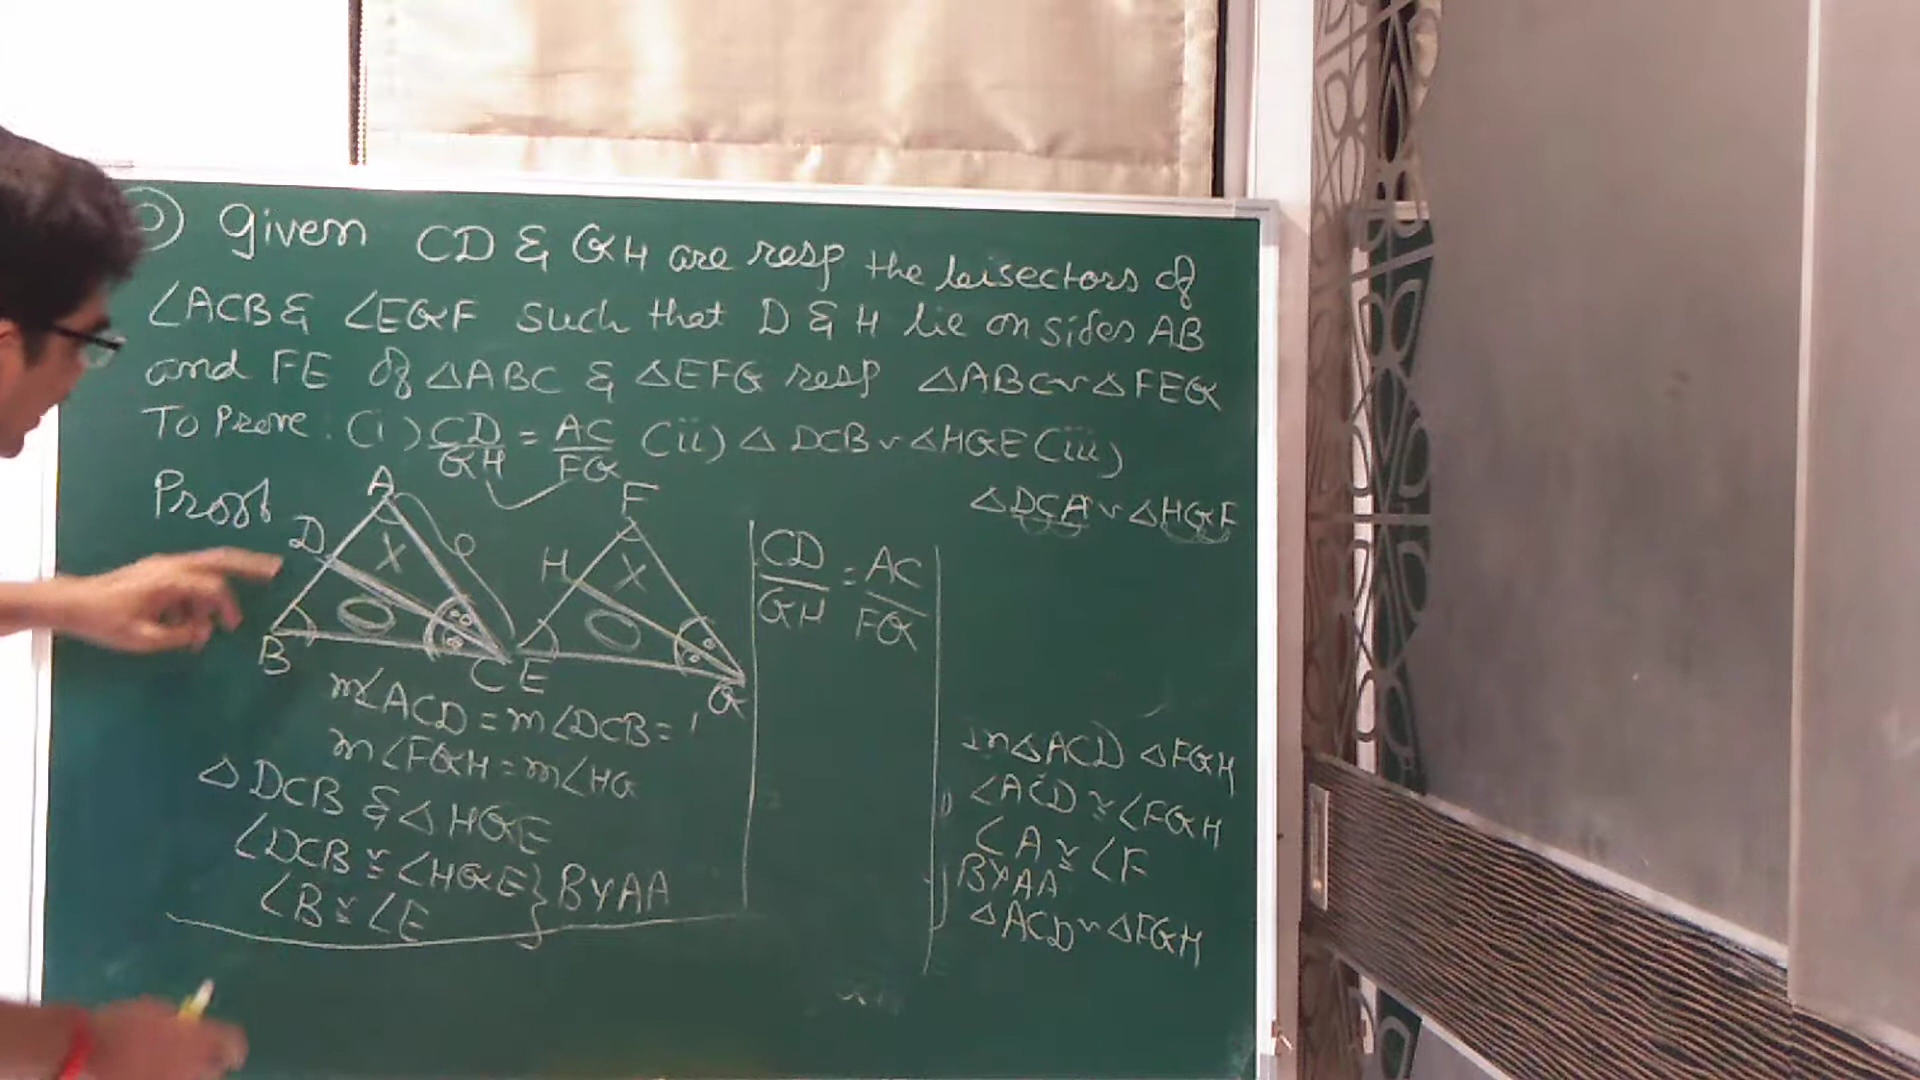 Given CD & GH are resp the bisectors of
∠ACB & ∠EGF such that D & H lie on sides AB
and FE of △ABC & △EFG resp △ABC ~ △FEG
To Prove : (i) CD/GH = AC/FG (ii) △DCB ~ △HGE (iii)
△DCA ~ △HGF
Proof
A
D
B
C
F
H
E
G
m∠ACD = m∠DCB =
m∠FGH = m∠HG
△DCB & △HGE
∠DCB ≅ ∠HGE } BY AA
∠B ≅ ∠E
CD/GH = AC/FG
In △ACD △FGH
∠ACD ≅ ∠FGH
∠A ≅ ∠F
BY AA
△ACD ~ △FGH